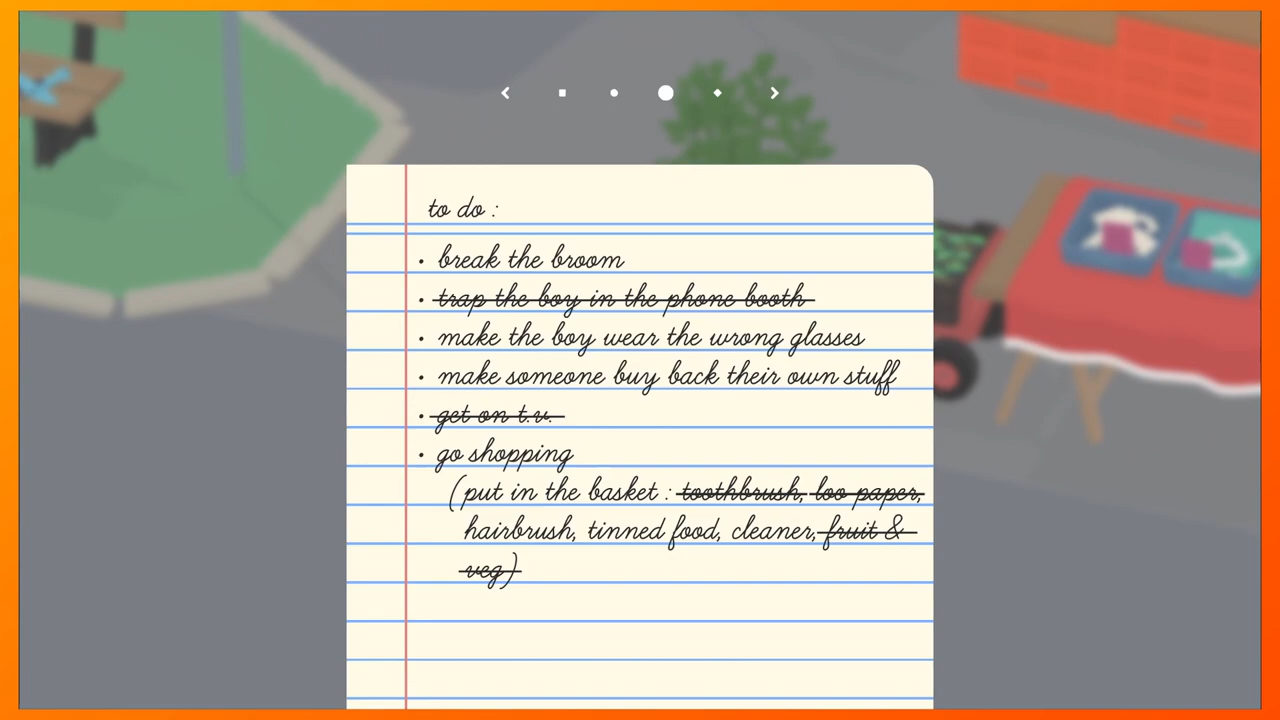 to do :
• break the broom
• trap the boy in the phone booth
• make the boy wear the wrong glasses
• make someone buy back their own stuff
• get on t.v.
• go shopping
(put in the basket : toothbrush, loo paper,
hairbrush, tinned food, cleaner, fruit &
veg)